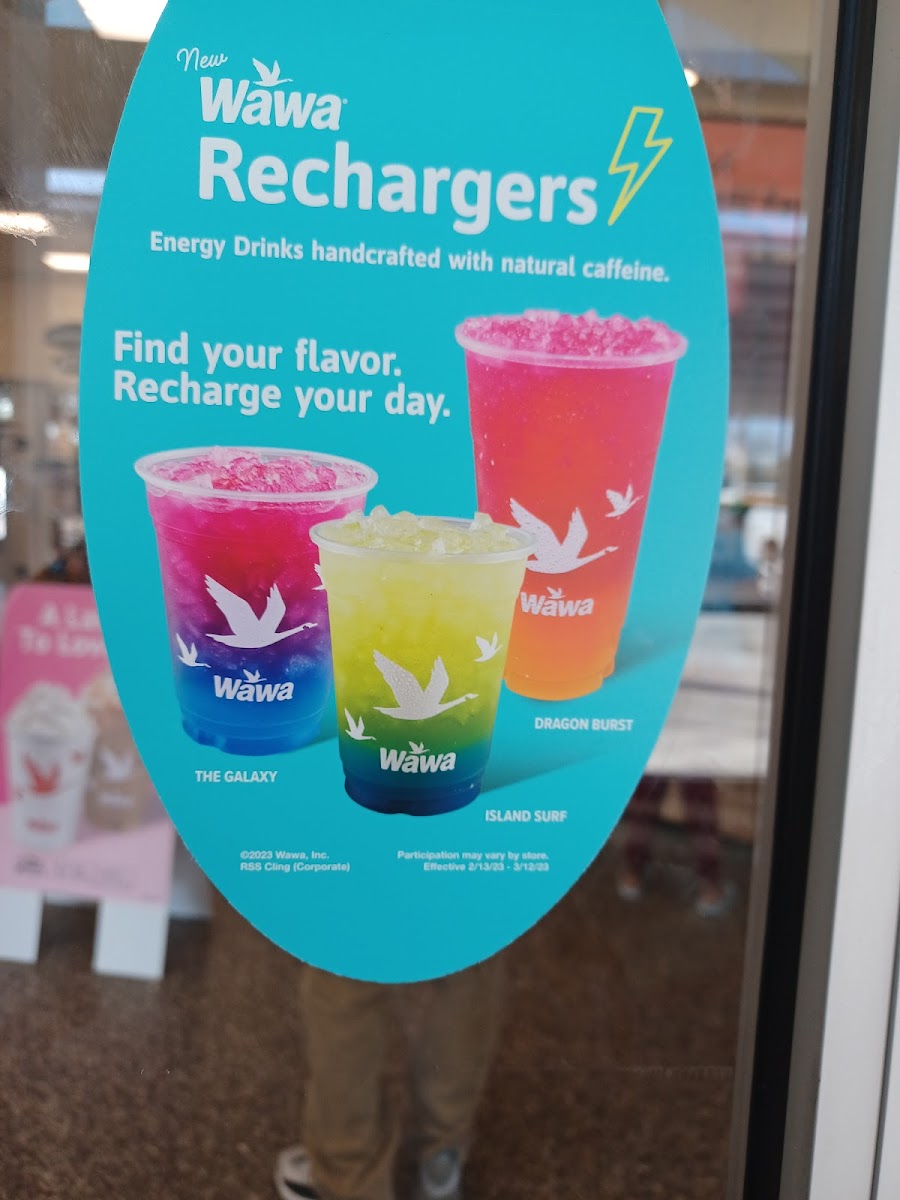 New
Wawa
Rechargers
Energy Drinks handcrafted with natural caffeine.
Find your flavor.
Recharge your day.
Wawa
Wawa
Wawa
DRAGON BURST
THE GALAXY
ISLAND SURF
©2023 Wawa, Inc.
RSS Cling (Corporate)
Participation may vary by store.
Effective 2/13/23 - 3/12/23
A
To